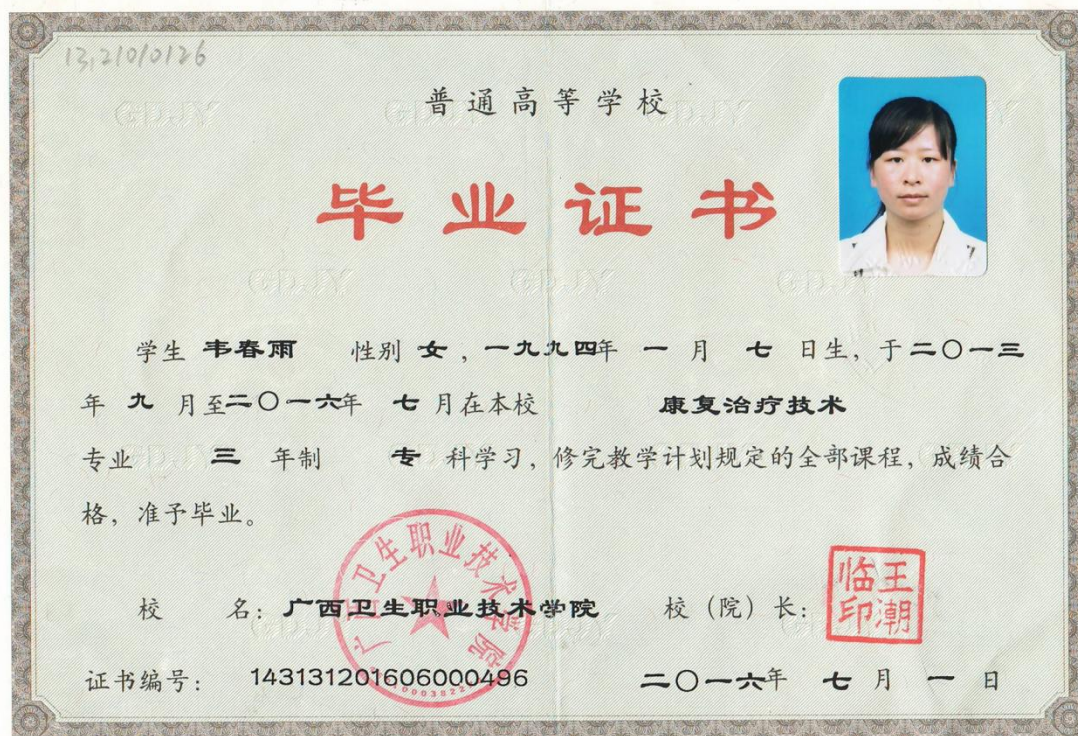 13,21010126
普通高等学校
毕业证书
学生 韦春雨 性别 女 ，一九九四年 一 月 七 日生，于二〇一三
年 九 月至二〇一六年 七 月在本校 康复治疗技术
专业 三 年制 专 科学习，修完教学计划规定的全部课程，成绩合
格，准予毕业。
广西卫生职业技术学院
校 名：广西卫生职业技术学院 校（院）长：
王潮临印
证书编号： 143131201606000496 二〇一六年 七 月 一 日